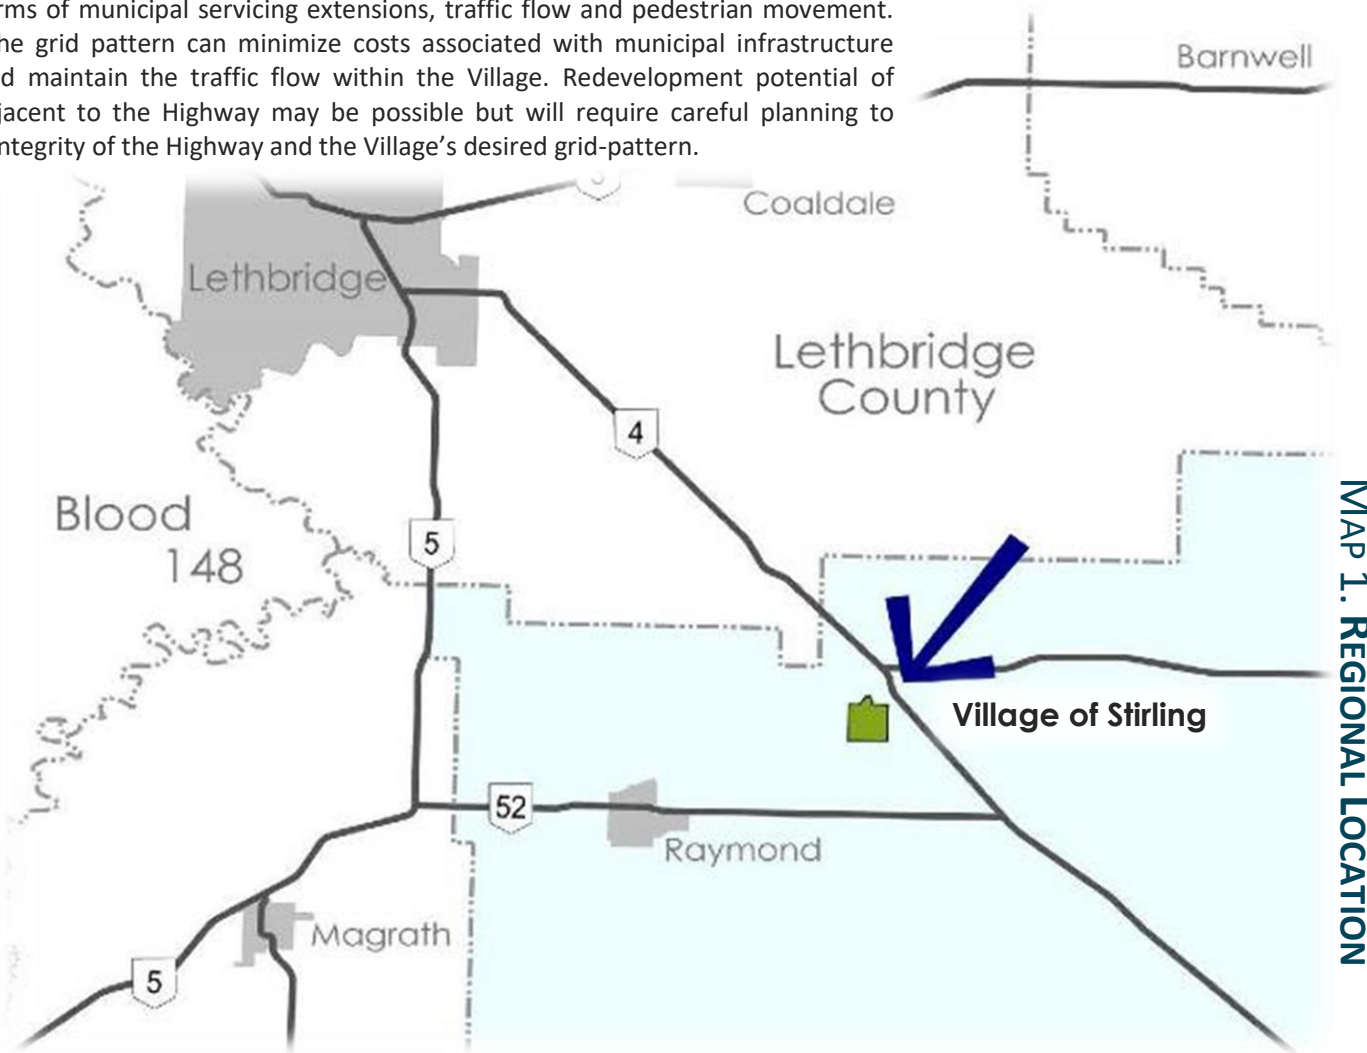 rms of municipal servicing extensions, traffic flow and pedestrian movement.
he grid pattern can minimize costs associated with municipal infrastructure
d maintain the traffic flow within the Village. Redevelopment potential of
jacent to the Highway may be possible but will require careful planning to
ntegrity of the Highway and the Village's desired grid-pattern.
Barnwell
Coaldale
Lethbridge
Lethbridge
County
4
Blood
148
5
Village of Stirling
52
Raymond
Magrath
5
MAP 1. REGIONAL LOCATION